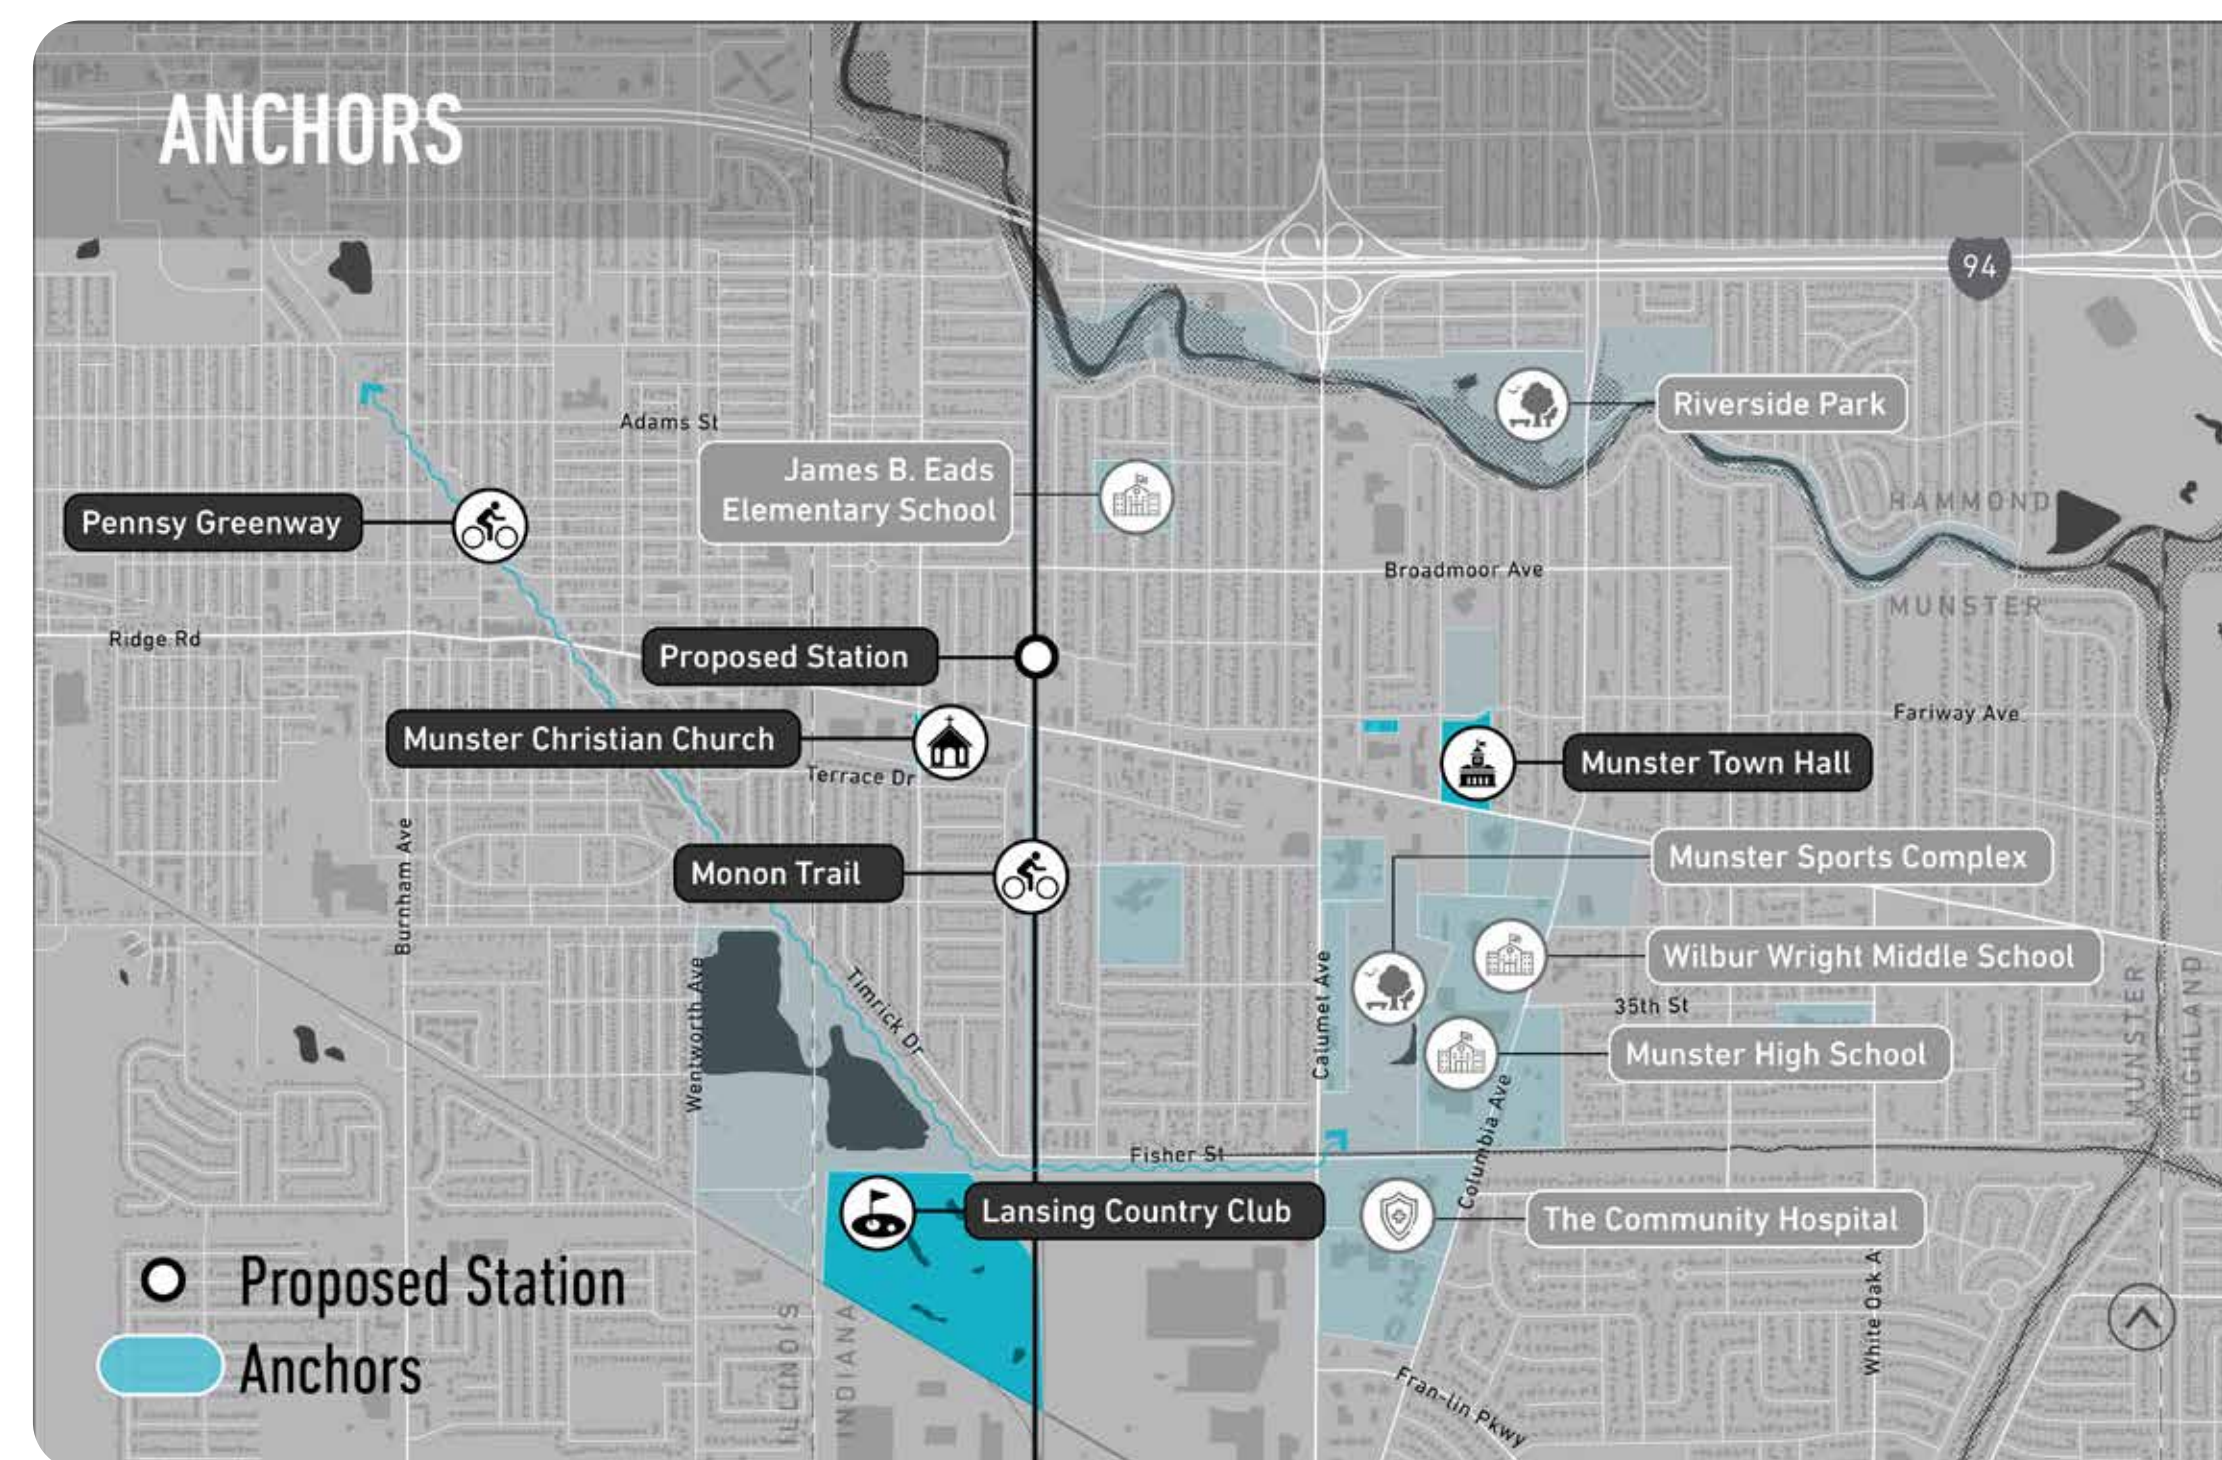 ANCHORS
94
Riverside Park
Adams St
James B. Eads
Elementary School
Pennsy Greenway
HAMMOND
Broadmoor Ave
MUNSTER
Ridge Rd
Proposed Station
Fariway Ave
Munster Christian Church
Terrace Dr
Munster Town Hall
Burnham Ave
Monon Trail
Munster Sports Complex
Wilbur Wright Middle School
Wentworth Ave
Timrick Dr
Calumet Ave
35th St
MUNSTER
HIGHLAND
Munster High School
Columbia Ave
Fisher St
Lansing Country Club
The Community Hospital
White Oak A
Proposed Station
Anchors
ILLINOIS
INDIANA
Fran-lin Pkwy